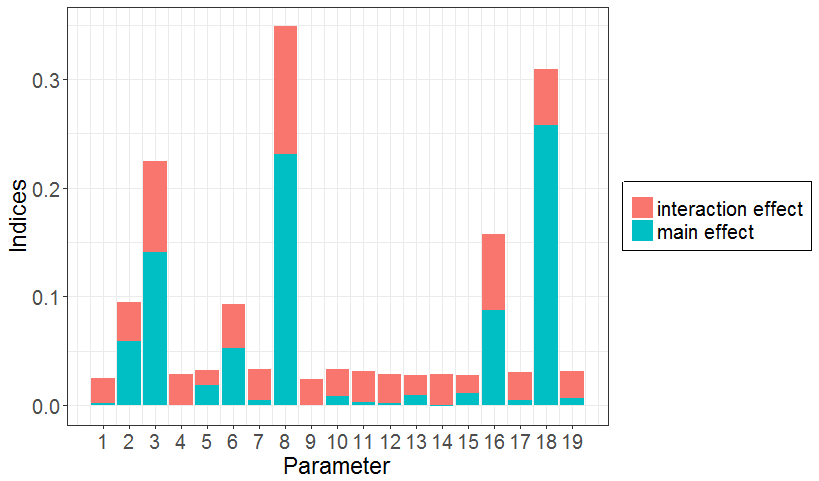 Indices
0.3
0.2
0.1
0.0
1 2 3 4 5 6 7 8 9 10 11 12 13 14 15 16 17 18 19
Parameter
interaction effect
main effect